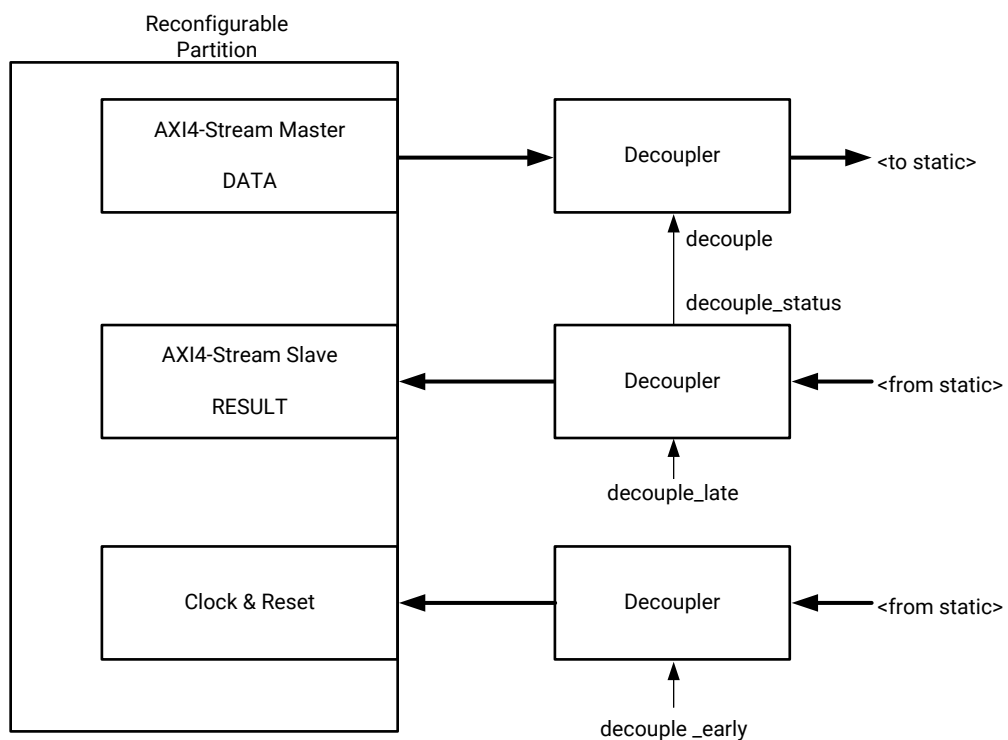 Reconfigurable
Partition
AXI4-Stream Master
DATA
Decoupler
<to static>
decouple
decouple_status
AXI4-Stream Slave
RESULT
Decoupler
<from static>
decouple_late
Clock & Reset
Decoupler
<from static>
decouple _early